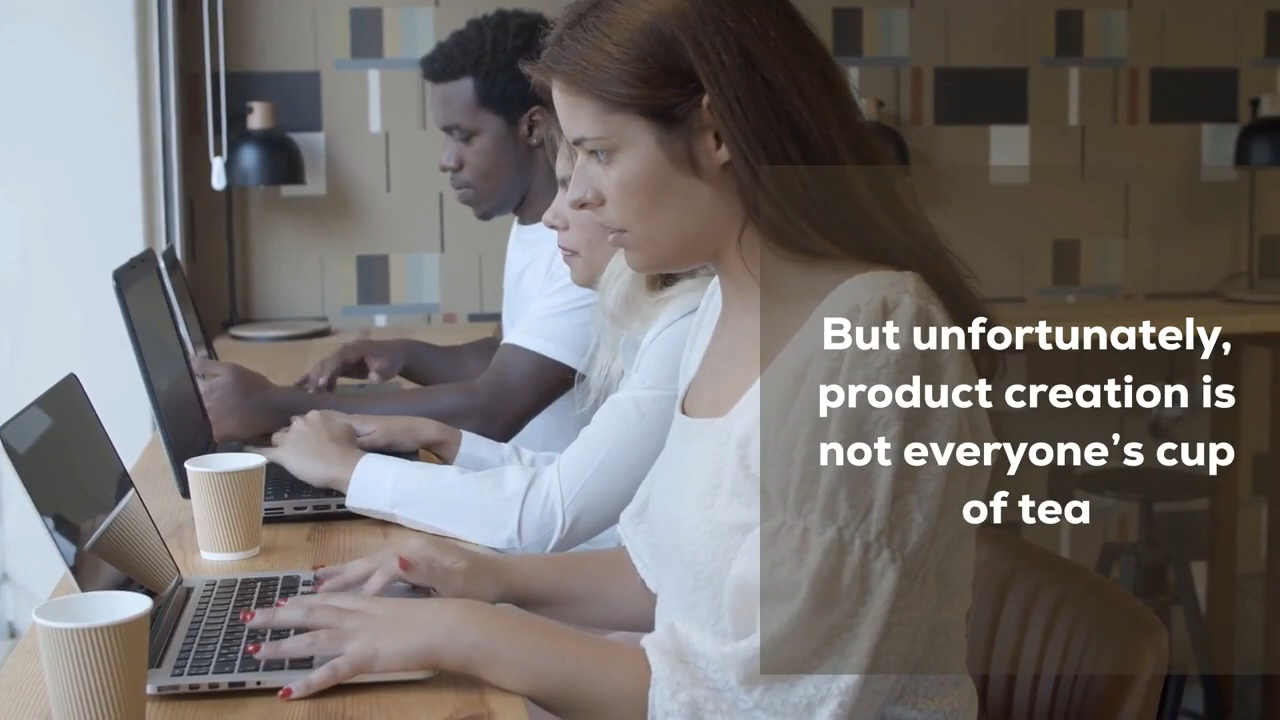 But unfortunately,
product creation is
not everyone’s cup
of tea